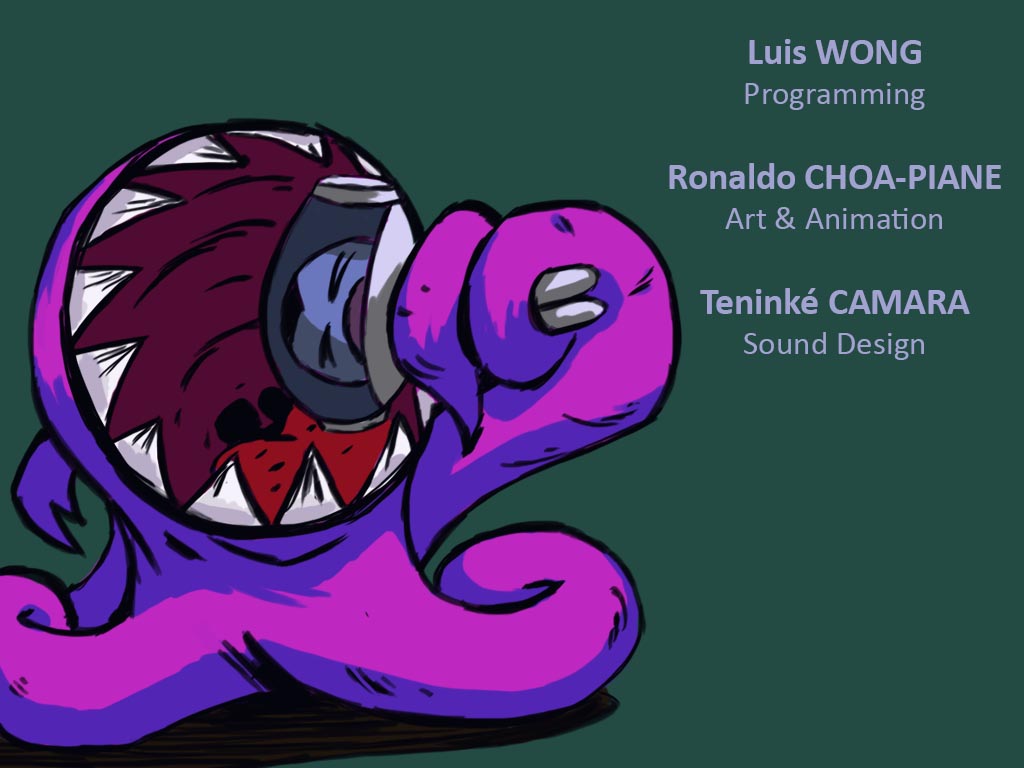 Luis WONG
Programming
Ronaldo CHOA-PIANE
Art & Animation
Teninké CAMARA
Sound Design